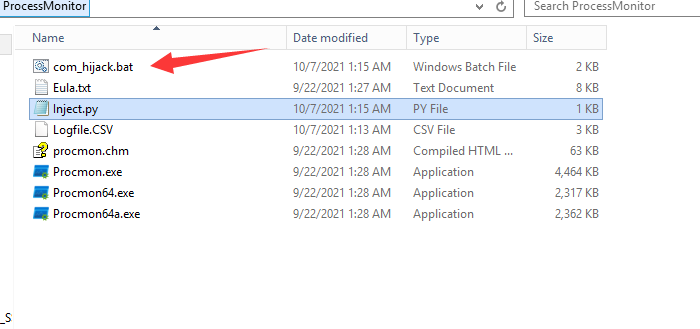 ProcessMonitor Search ProcessMonitor
Name Date modified Type Size
com_hijack.bat 10/7/2021 1:15 AM Windows Batch File 2 KB
Eula.txt 9/22/2021 1:27 AM Text Document 8 KB
Inject.py 10/7/2021 1:15 AM PY File 1 KB
Logfile.CSV 10/7/2021 1:13 AM CSV File 3 KB
procmon.chm 9/22/2021 1:28 AM Compiled HTML ... 63 KB
Procmon.exe 9/22/2021 1:28 AM Application 4,464 KB
Procmon64.exe 9/22/2021 1:28 AM Application 2,317 KB
Procmon64a.exe 9/22/2021 1:28 AM Application 2,362 KB
_S